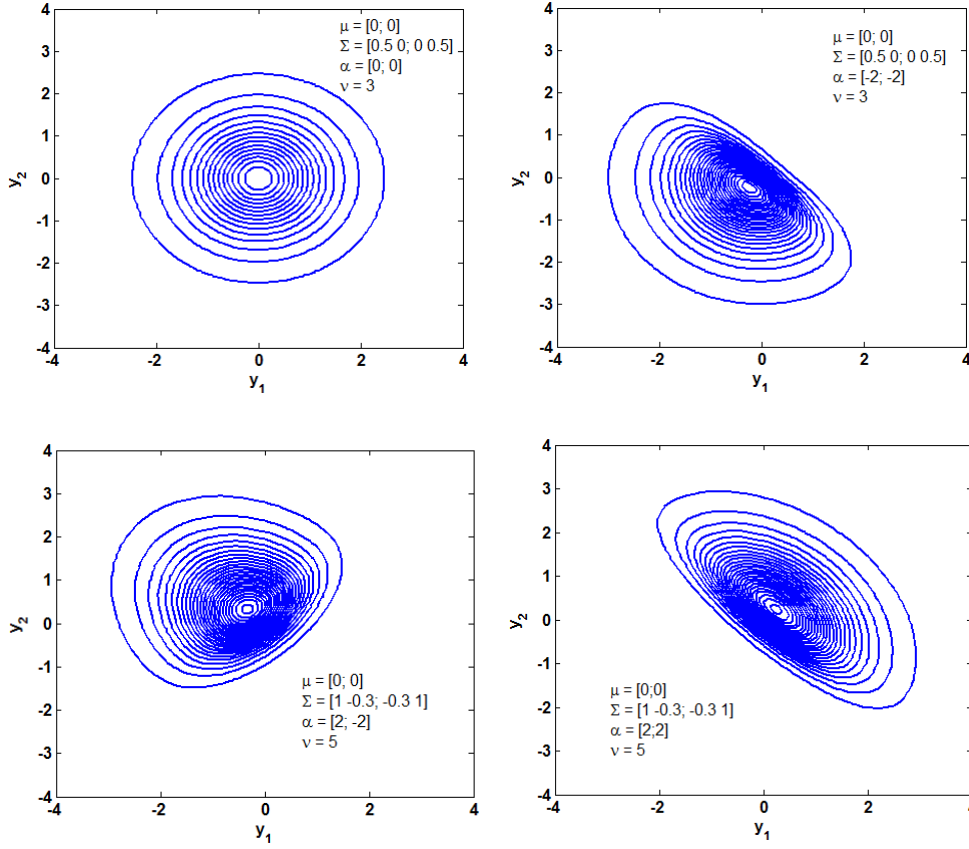 4
3
2
1
0
-1
-2
-3
-4
y2
μ = [0; 0]
Σ = [0.5 0; 0 0.5]
α = [0; 0]
ν = 3
-4
-2
0
2
4
y1
4
3
2
1
0
-1
-2
-3
-4
y2
μ = [0; 0]
Σ = [0.5 0; 0 0.5]
α = [-2; -2]
ν = 3
-4
-2
0
2
4
y1
4
3
2
1
0
-1
-2
-3
-4
y2
μ = [0; 0]
Σ = [1 -0.3; -0.3 1]
α = [2; -2]
ν = 5
-4
-2
0
2
4
y1
4
3
2
1
0
-1
-2
-3
-4
y2
μ = [0;0]
Σ = [1 -0.3; -0.3 1]
α = [2;2]
ν = 5
-4
-2
0
2
4
y1